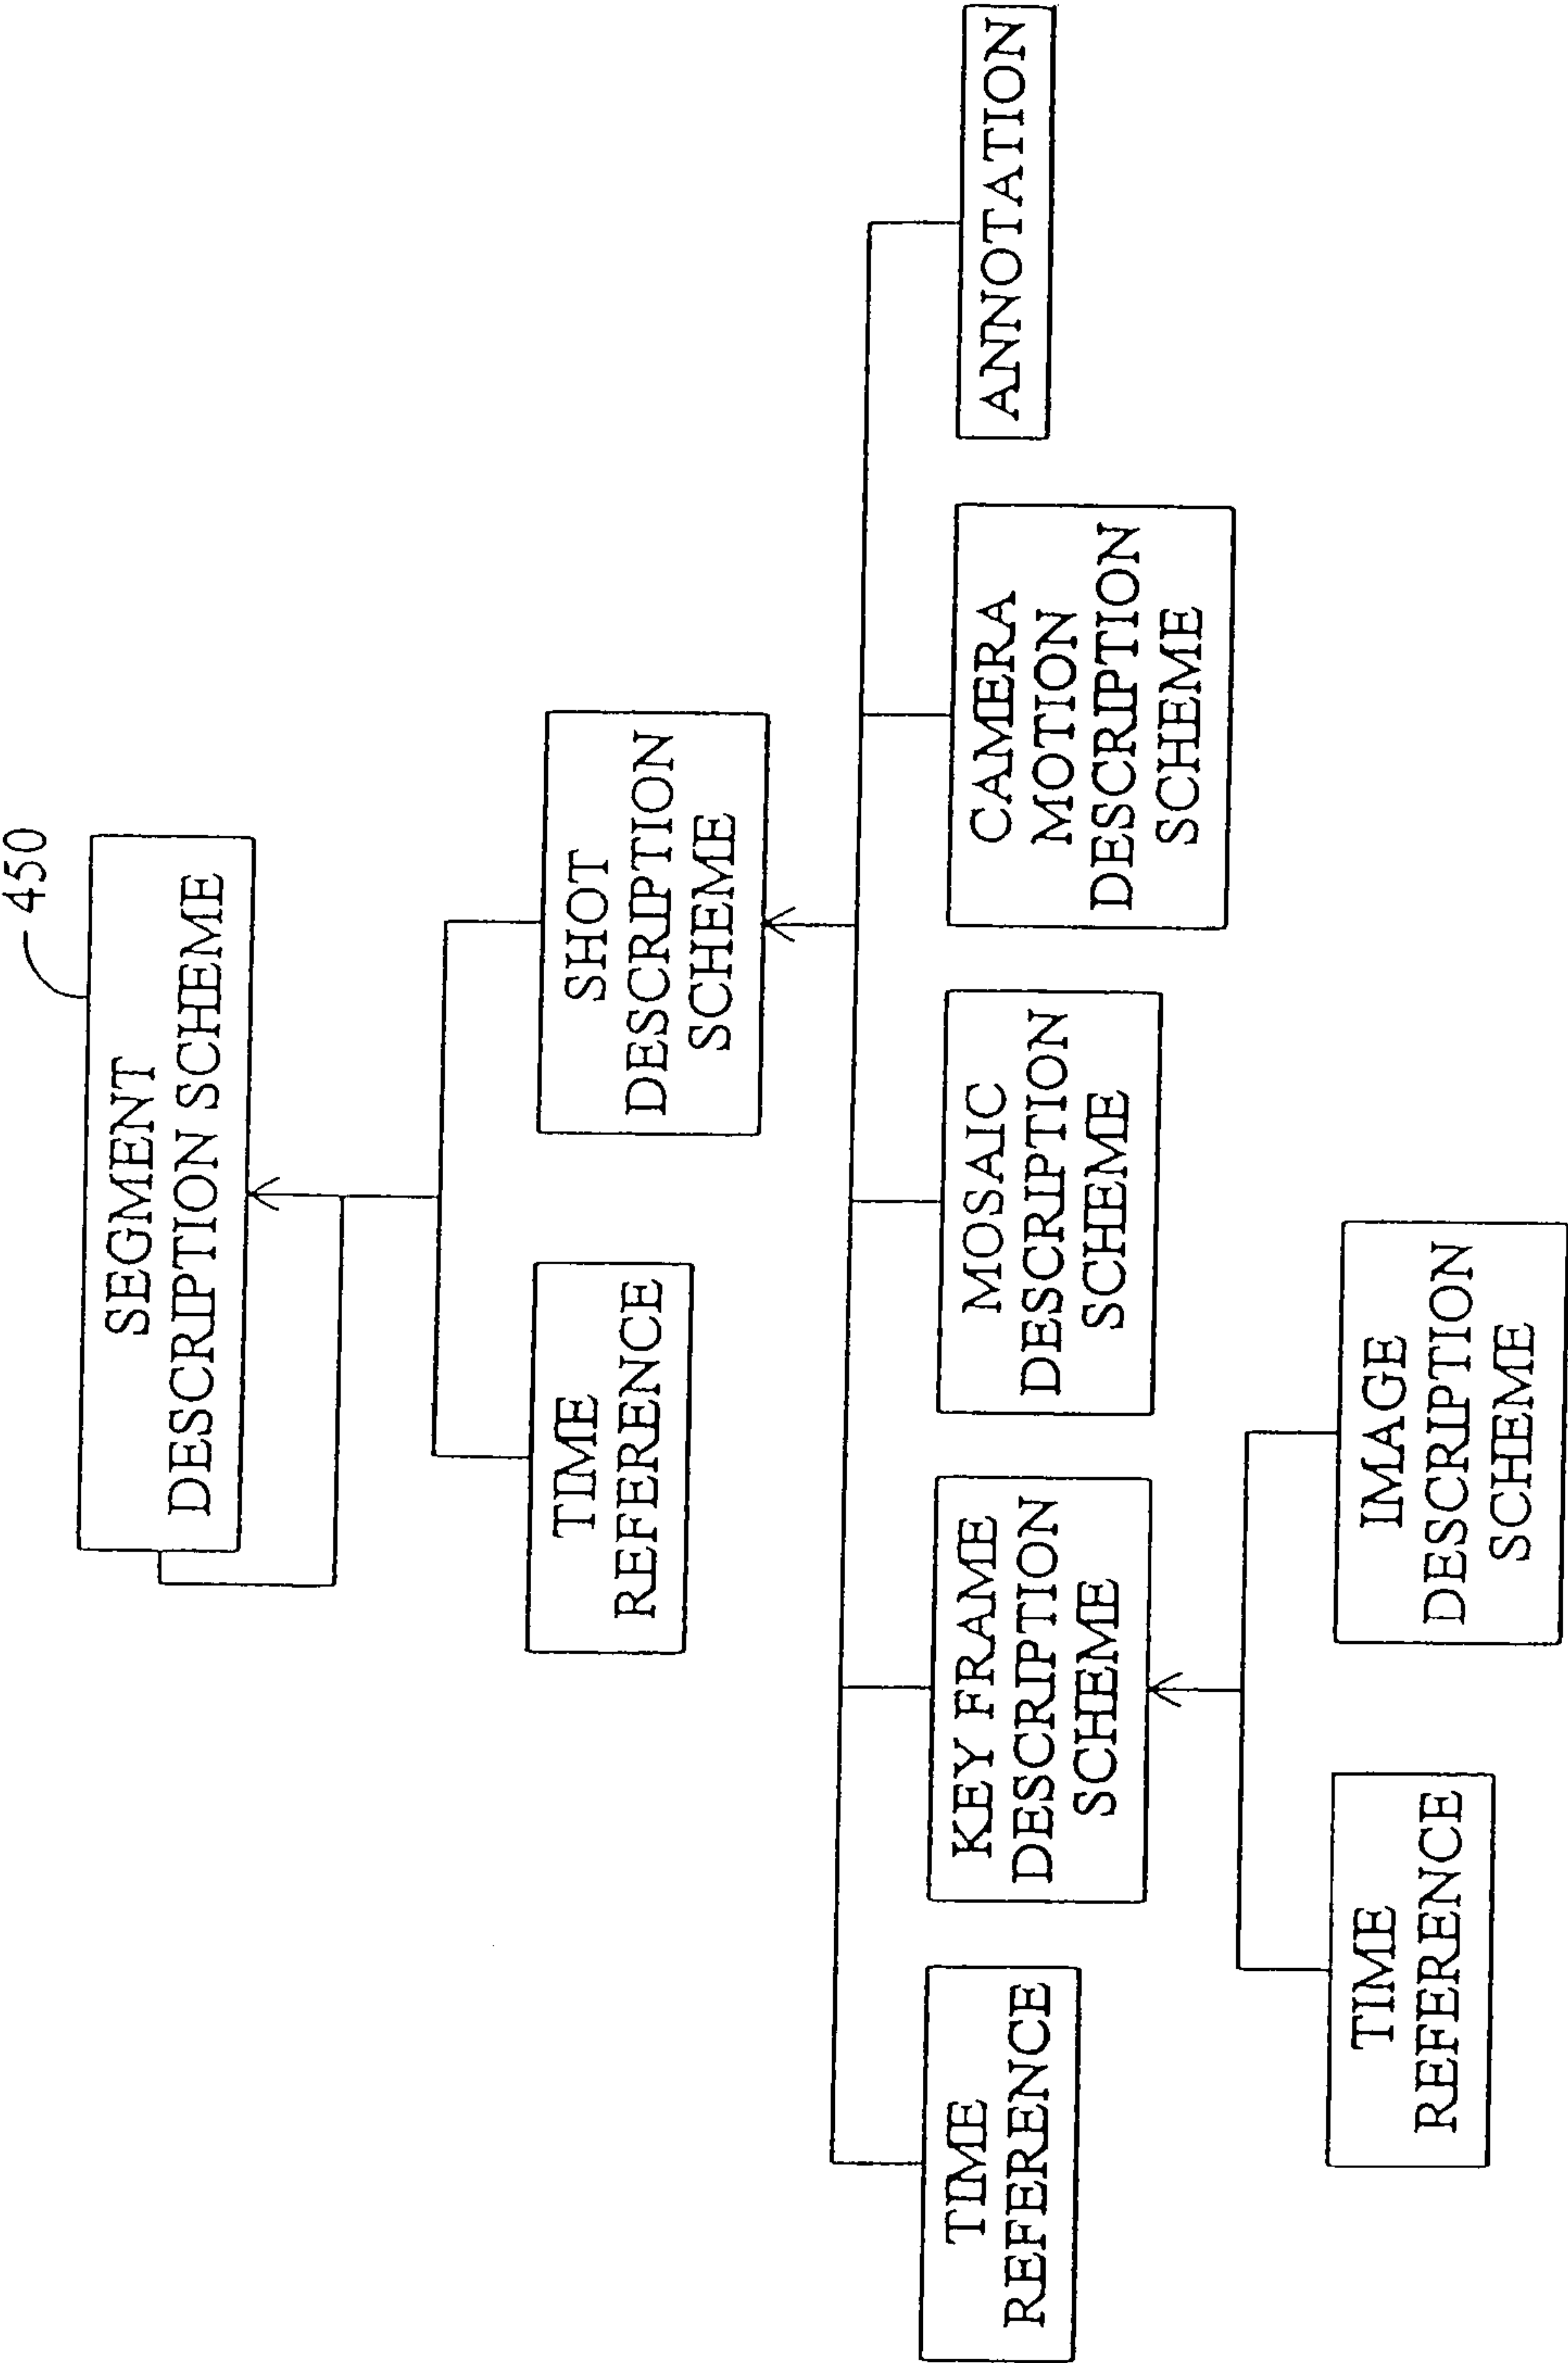 450
SEGMENT
DESCRIPTION SCHEME
TIME
REFERENCE
SHOT
DESCRIPTION
SCHEME
TIME
REFERENCE
KEY FRAME
DESCRIPTION
SCHEME
MOSAIC
DESCRIPTION
SCHEME
CAMERA
MOTION
DESCRIPTION
SCHEME
ANNOTATION
TIME
REFERENCE
IMAGE
DESCRIPTION
SCHEME